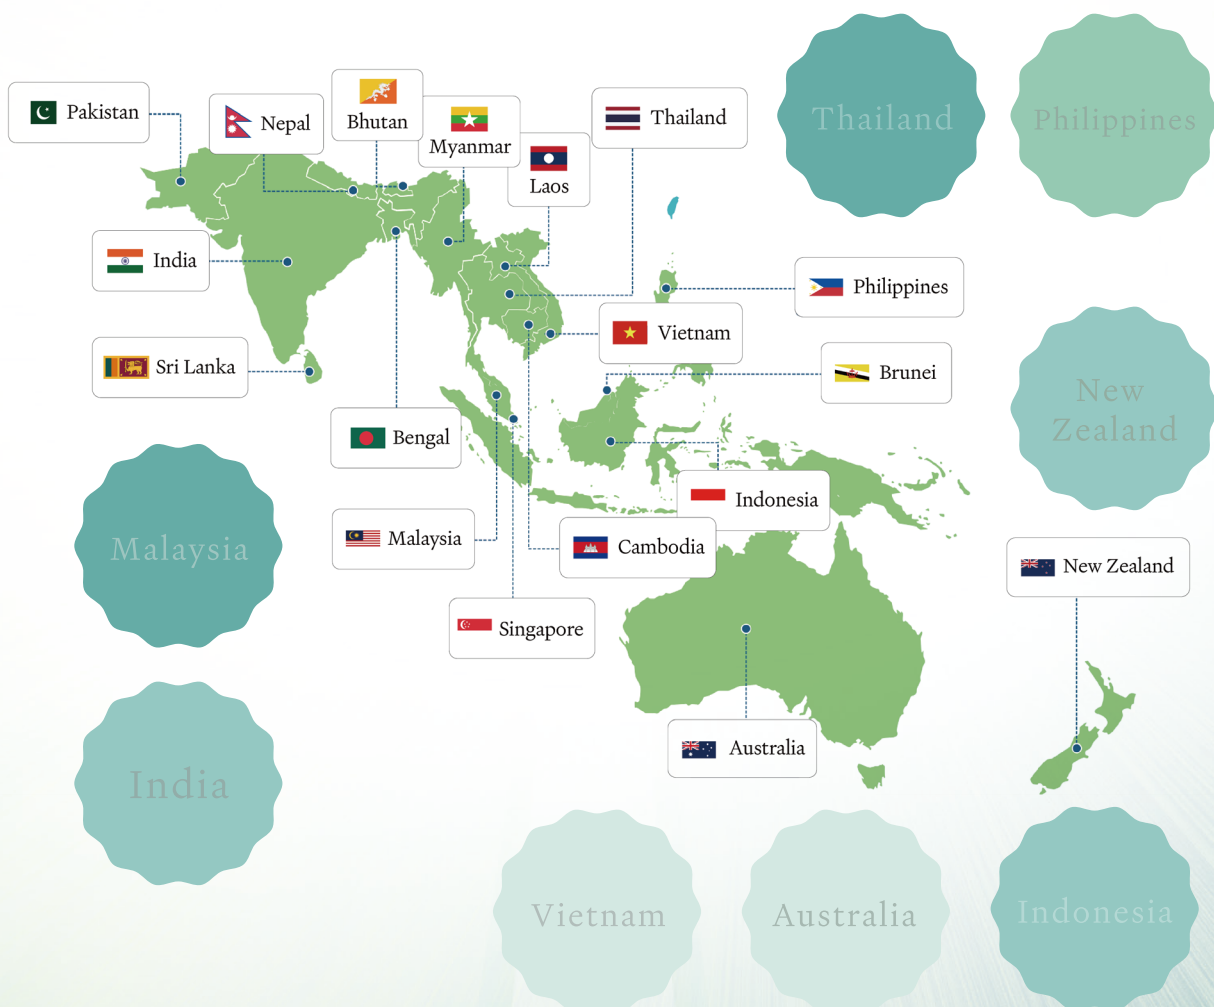 Thailand
Philippines
Pakistan
Nepal
Bhutan
Myanmar
Laos
Thailand
India
Philippines
Vietnam
Sri Lanka
Brunei
New
Zealand
Bengal
Malaysia
Indonesia
Malaysia
Cambodia
New Zealand
Singapore
Australia
India
Vietnam
Australia
Indonesia